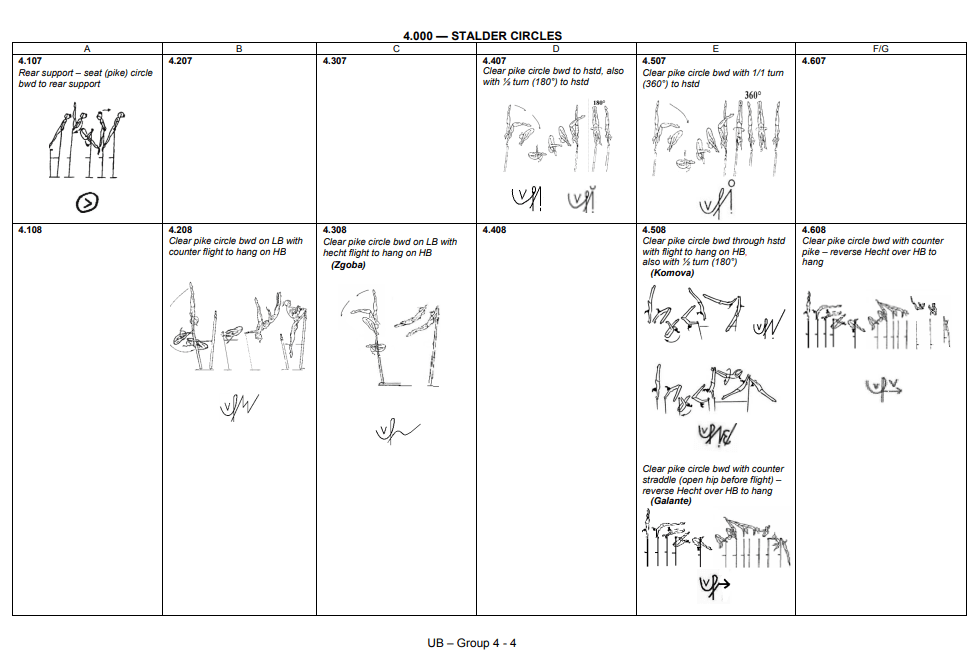 4.000 — STALDER CIRCLES
A
B
C
D
E
F/G
4.107
Rear support – seat (pike) circle
bwd to rear support
4.207
4.307
4.407
Clear pike circle bwd to hstd, also
with ½ turn (180°) to hstd
180°
4.507
Clear pike circle bwd with 1/1 turn
(360°) to hstd
360°
4.607
4.108
4.208
Clear pike circle bwd on LB with
counter flight to hang on HB
4.308
Clear pike circle bwd on LB with
hecht flight to hang on HB
(Zgoba)
4.408
4.508
Clear pike circle bwd through hstd
with flight to hang on HB,
also with ½ turn (180°)
(Komova)
Clear pike circle bwd with counter
straddle (open hip before flight) –
reverse Hecht over HB to hang
(Galante)
4.608
Clear pike circle bwd with counter
pike – reverse Hecht over HB to
hang
UB – Group 4 - 4